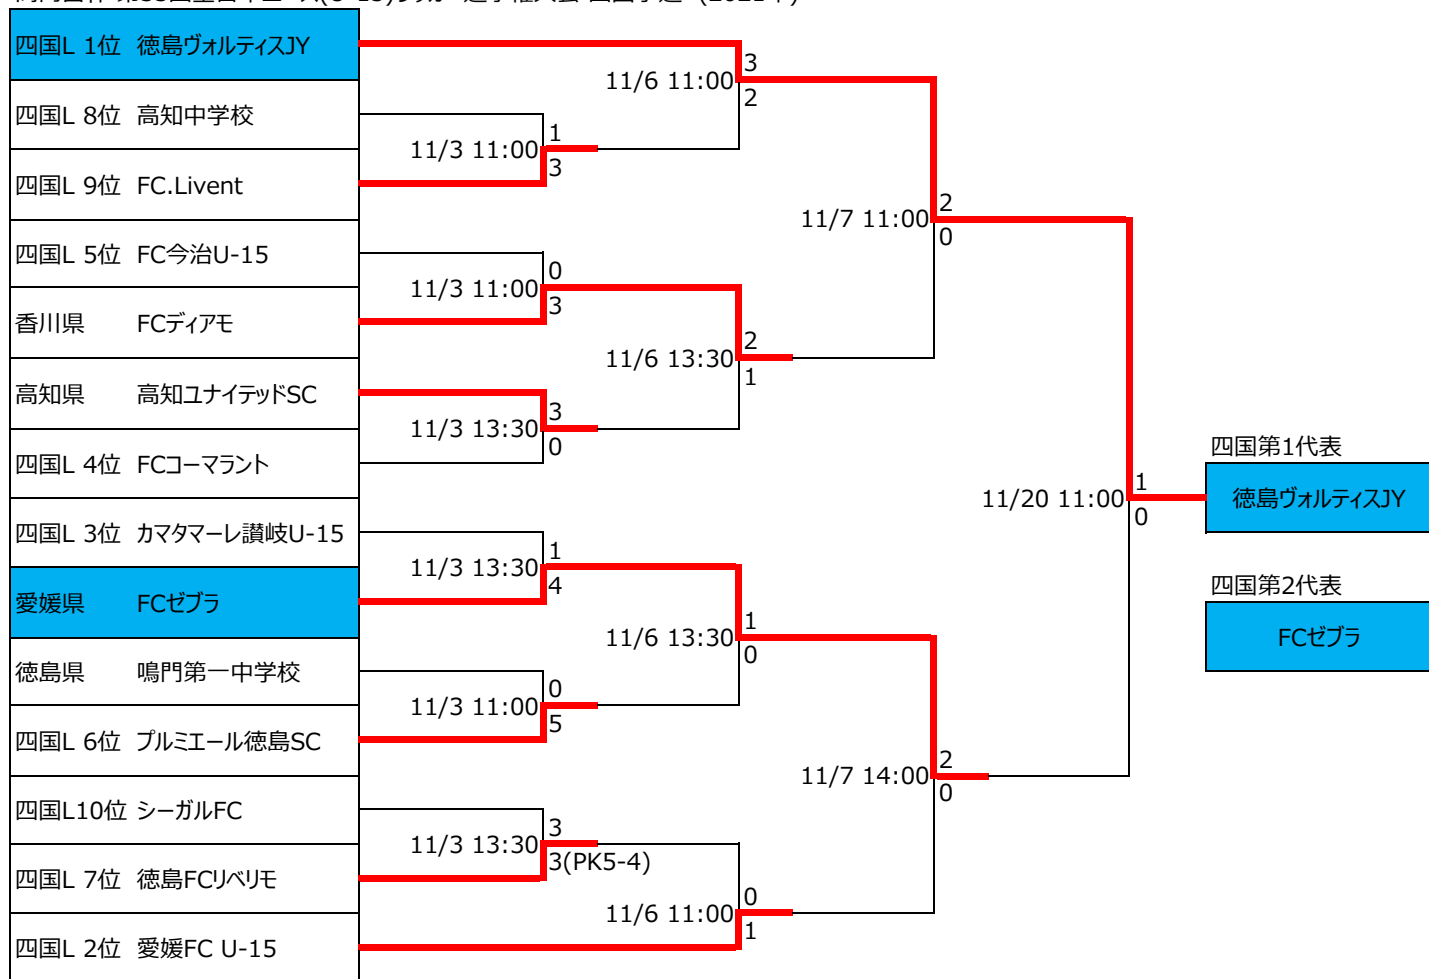 四国L 1位 徳島ヴォルティスJY
四国L 8位 高知中学校
四国L 9位 FC.Livent
四国L 5位 FC今治U-15
香川県 FCディアモ
高知県 高知ユナイテッドSC
四国L 4位 FCコーマラント
四国L 3位 カマタマーレ讃岐U-15
愛媛県 FCゼブラ
徳島県 鳴門第一中学校
四国L 6位 プルミエール徳島SC
四国L10位 シーガルFC
四国L 7位 徳島FCリベリモ
四国L 2位 愛媛FC U-15
11/3 11:00
1
3
11/3 11:00
0
3
11/3 13:30
3
0
11/3 13:30
1
4
11/3 11:00
0
5
11/3 13:30
3
3(PK5-4)
11/6 11:00
3
2
11/6 13:30
2
1
11/6 13:30
1
0
11/6 11:00
0
1
11/7 11:00
2
0
11/7 14:00
2
0
11/20 11:00
1
0
四国第1代表
徳島ヴォルティスJY
四国第2代表
FCゼブラ